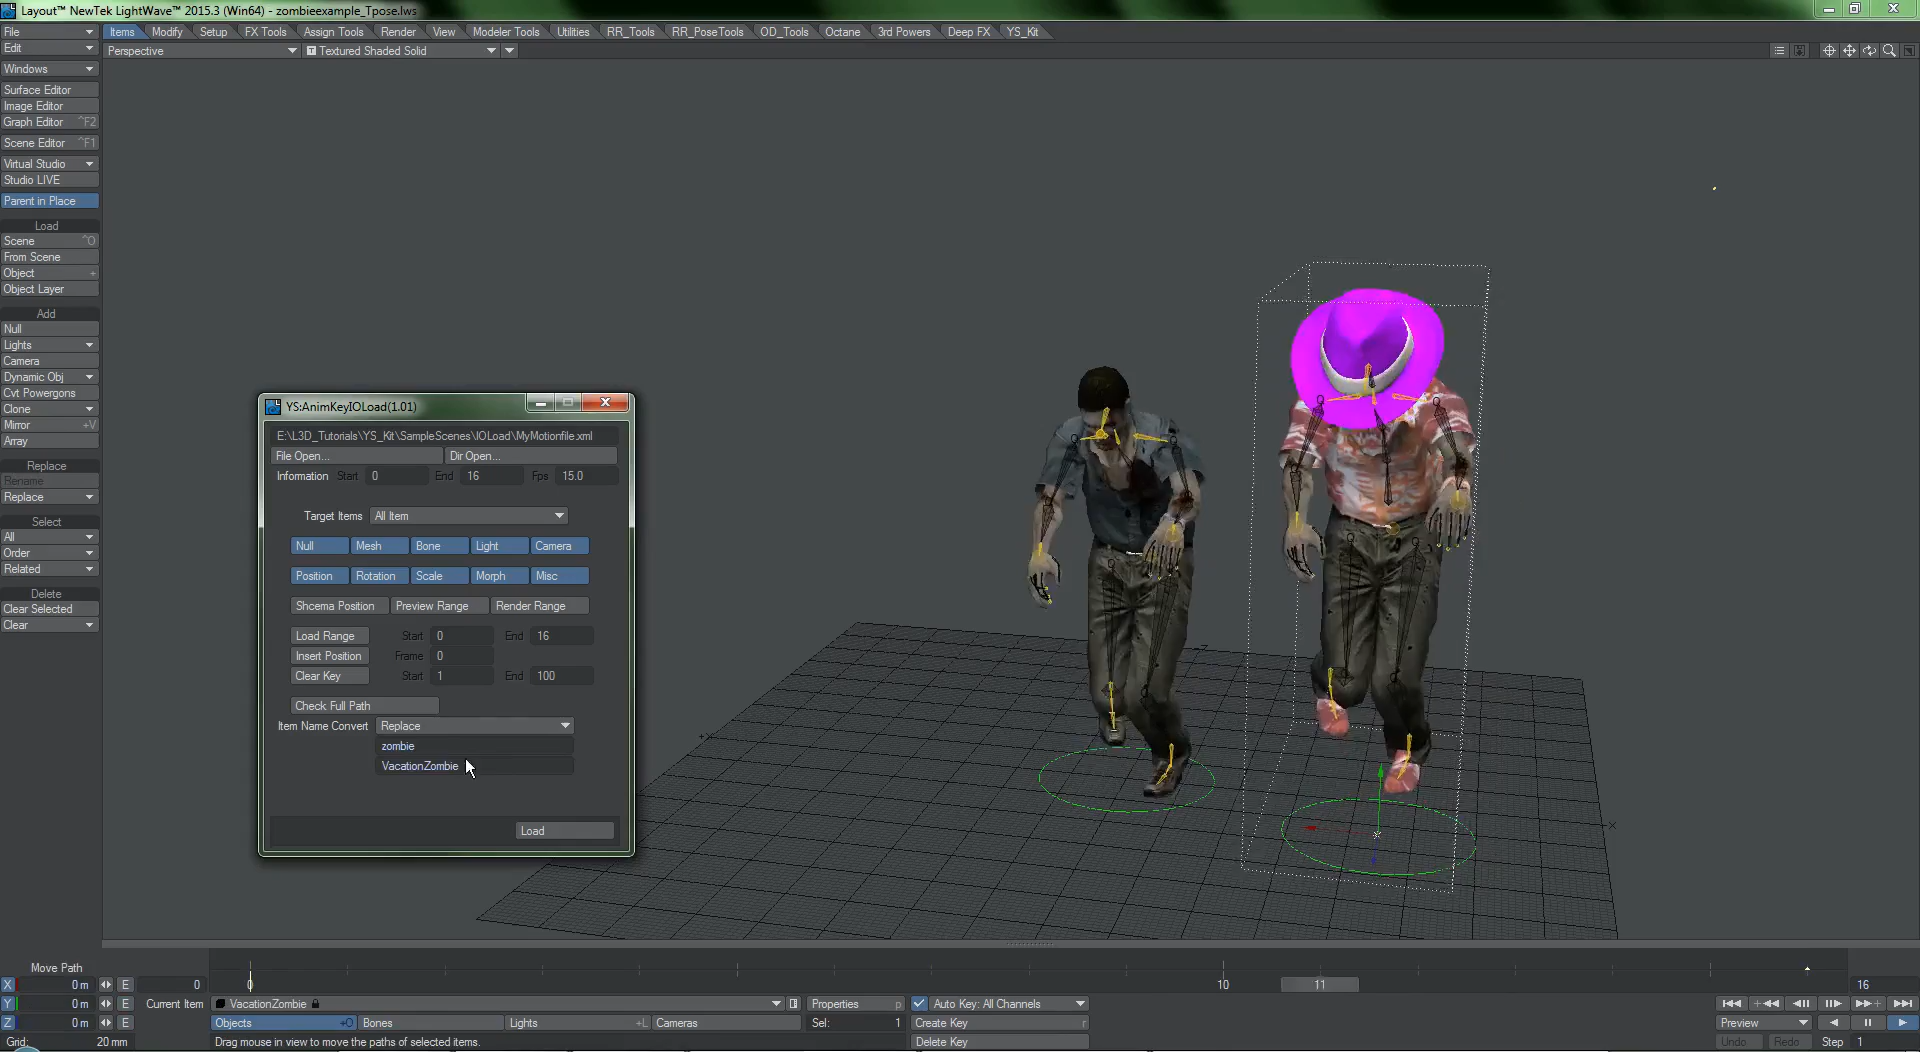 Layout™ NewTek LightWave™ 2015.3 (Win64) - zombieexample_Tpose.lws
File
Items Modify Setup FX Tools Assign Tools Render View Modeler Tools Utilities RR_Tools RR_PoseTools OD_Tools Octane 3rd Powers Deep FX YS_Kit
Edit
Perspective T Textured Shaded Solid
Windows
Surface Editor
Image Editor
Graph Editor ^F2
Scene Editor ^F1
Virtual Studio
Studio LIVE
Parent in Place
Load
Scene ^O
From Scene
Object +
Object Layer
Add
Null
Lights
Camera
Dynamic Obj
Cvt Powergons
Clone
Mirror +V
Array
Replace
Rename
Replace
Select
All
Order
Related
Delete
Clear Selected
Clear
YS:AnimKeyIOLoad(1.01)
E:\L3D_Tutorials\YS_Kit\SampleScenes\IOLoad\MyMotionfile.xml
File Open... Dir Open...
Information Start 0 End 16 Fps 15.0
Target Items All Item
Null Mesh Bone Light Camera
Position Rotation Scale Morph Misc
Shcema Position Preview Range Render Range
Load Range Start 0 End 16
Insert Position Frame 0
Clear Key Start 1 End 100
Check Full Path
Item Name Convert Replace
zombie
VacationZombie
Load
X
X
Move Path
X 0 m E 0 0 10 11 16
Y 0 m E Current Item VacationZombie Properties p Auto Key: All Channels
Z 0 m E Objects +O Bones Lights +L Cameras Sel: 1 Create Key r Preview
Grid: 20 mm Drag mouse in view to move the paths of selected items. Delete Key Undo Redo Step 1